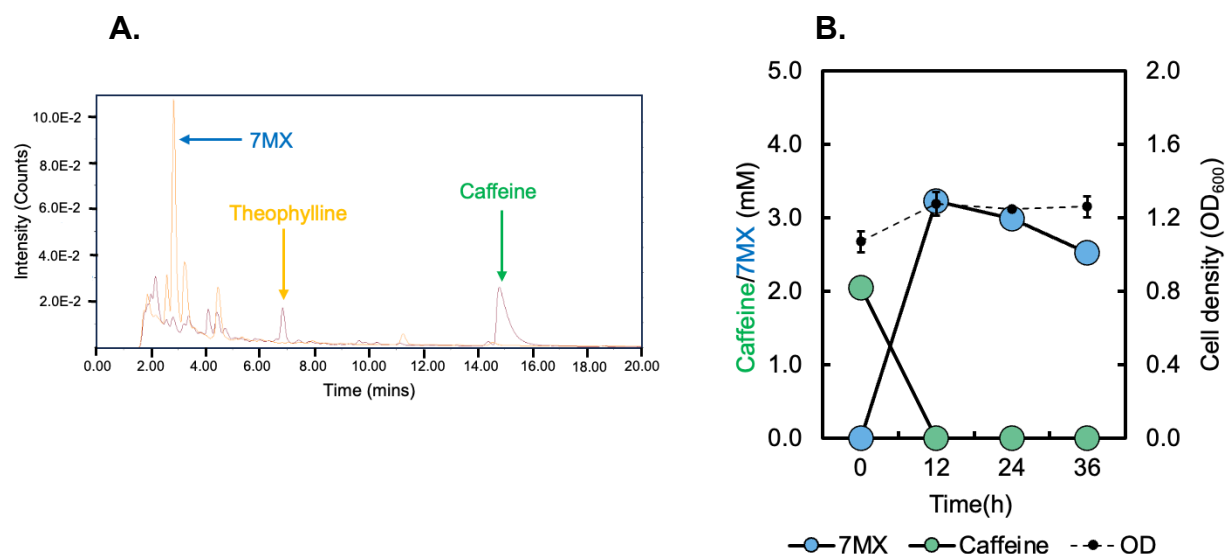 A.
Intensity (Counts)
10.0E-2
8.0E-2
6.0E-2
4.0E-2
2.0E-2
7MX
Theophylline
Caffeine
0.00 2.00 4.00 6.00 8.00 10.00 12.00 14.00 16.00 18.00 20.00
Time (mins)
B.
Caffeine/7MX (mM)
5.0
4.0
3.0
2.0
1.0
0.0
2.0
1.6
1.2
0.8
0.4
0.0
Cell density (OD600)
0 12 24 36
Time(h)
7MX Caffeine OD